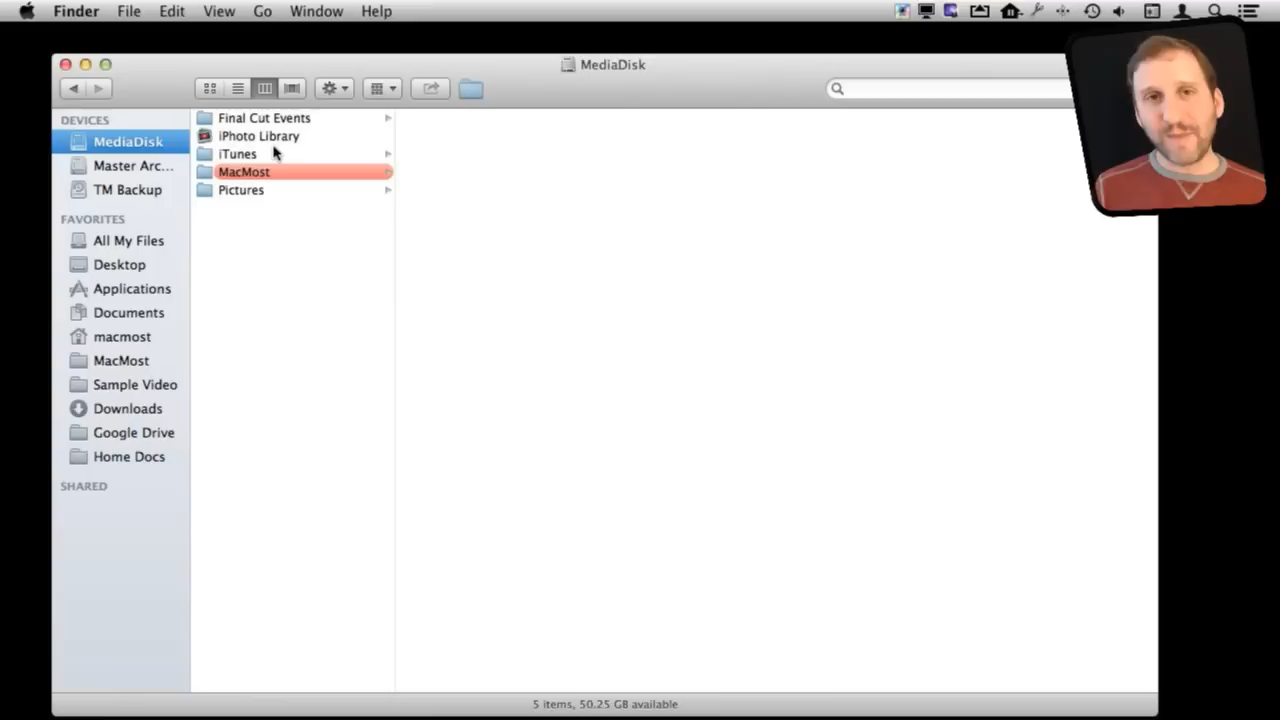 Finder File Edit View Go Window Help
MediaDisk
DEVICES
MediaDisk
Master Arc...
TM Backup
FAVORITES
All My Files
Desktop
Applications
Documents
macmost
MacMost
Sample Video
Downloads
Google Drive
Home Docs
SHARED
Final Cut Events
iPhoto Library
iTunes
MacMost
Pictures
5 items, 50.25 GB available